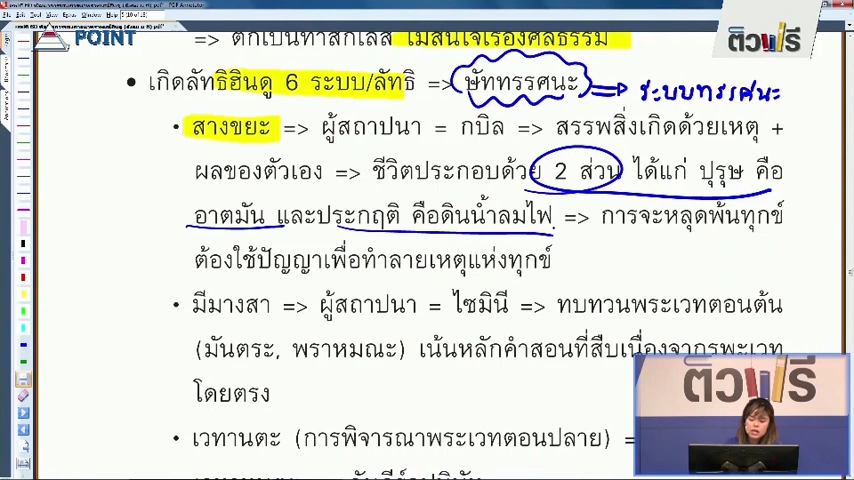 POINT
=> ตกเป็นทาสกิเลส ไม่สนใจเรื่องศีลธรรม
ติวฟรี
• เกิดลัทธิฮินดู 6 ระบบ/ลัทธิ => ษัททรรศนะ => ระบบทรรศนะ
• สางขยะ => ผู้สถาปนา = กบิล => สรรพสิ่งเกิดด้วยเหตุ +
ผลของตัวเอง => ชีวิตประกอบด้วย 2 ส่วน ได้แก่ ปุรุษ คือ
อาตมัน และประกฤติ คือดินน้ำลมไฟ => การจะหลุดพ้นทุกข์
ต้องใช้ปัญญาเพื่อทำลายเหตุแห่งทุกข์
• มีมางสา => ผู้สถาปนา = ไซมินี => ทบทวนพระเวทตอนต้น
(มันตระ, พราหมณะ) เน้นหลักคำสอนที่สืบเนื่องจากรพะเวท
โดยตรง
ติวฟรี
• เวทานตะ (การพิจารณาพระเวทตอนปลาย) =